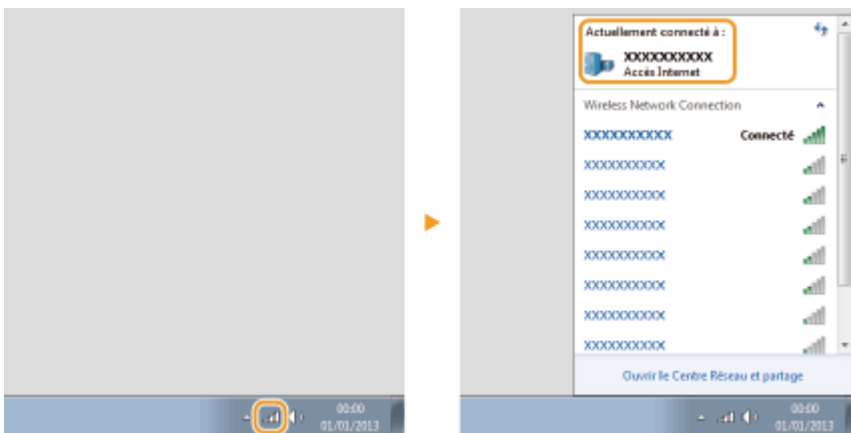 00:00
01/01/2013
Actuellement connecté à :
XXXXXXXXXX
Accès Internet
Wireless Network Connection
XXXXXXXXXX Connecté
XXXXXXXXXX
XXXXXXXXXX
XXXXXXXXXX
XXXXXXXXXX
XXXXXXXXXX
XXXXXXXXXX
XXXXXXXXXX
Ouvrir le Centre Réseau et partage
00:00
01/01/2013